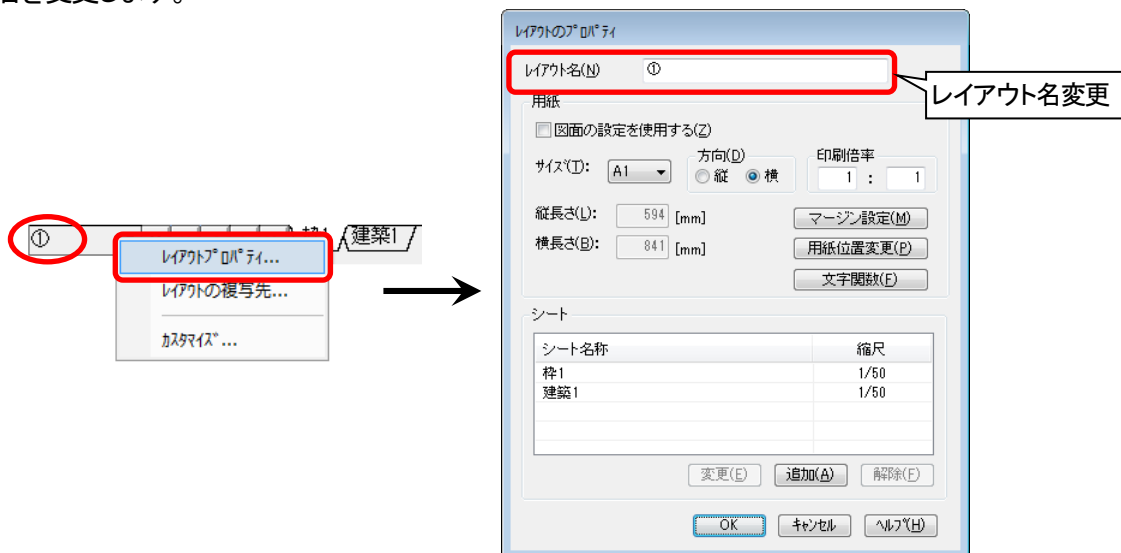 レイアウトのプロパティ
レイアウト名(N) ①
レイアウト名変更
用紙
図面の設定を使用する(Z)
サイズ(T): A1
方向(D)
縦 横
印刷倍率
1 : 1
縦長さ(L): 594 [mm]
横長さ(B): 841 [mm]
マージン設定(M)
用紙位置変更(P)
文字関数(F)
シート
シート名称 縮尺
枠1 1/50
建築1 1/50
変更(E) 追加(A) 解除(F)
OK キャンセル ヘルプ(H)
① 建築1
レイアウトプロパティ...
レイアウトの複写先...
カスタマイズ...